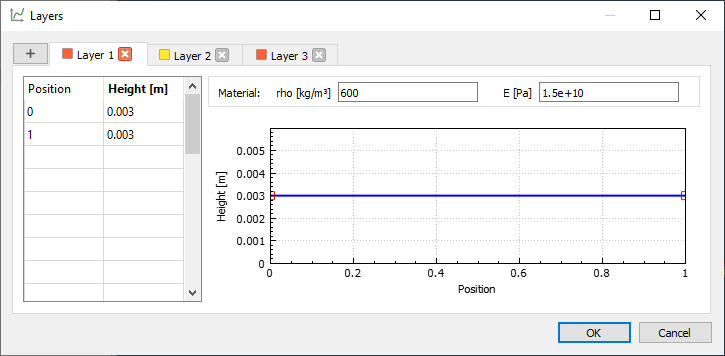 Layers
+ Layer 1 Layer 2 Layer 3
Position Height [m]
0 0.003
1 0.003
Material: rho [kg/m³] 600 E [Pa] 1.5e+10
Height [m]
0.005
0.004
0.003
0.002
0.001
0
0 0.2 0.4 0.6 0.8 1
Position
OK Cancel